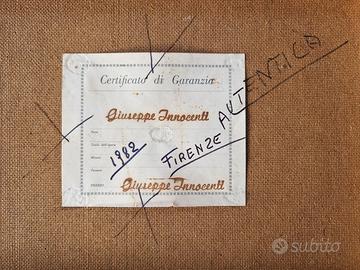 Certificato di Garanzia
Giuseppe Innocenti
1982
FIRENZE AUTENTICA
Giuseppe Innocenti
subito